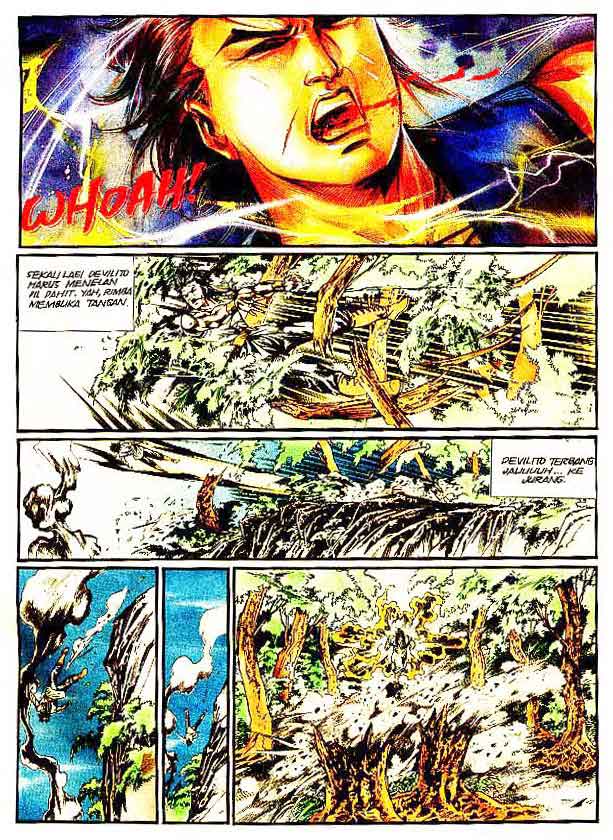 WHOAH!
SEKALI LAGI DEVILITO
HARUS MENELAN
PIL PAHIT. YAH, RIMBA
MEMBUKA TANGAN.
DEVILITO TERBANG
JAUUUUH... KE
JURANG.